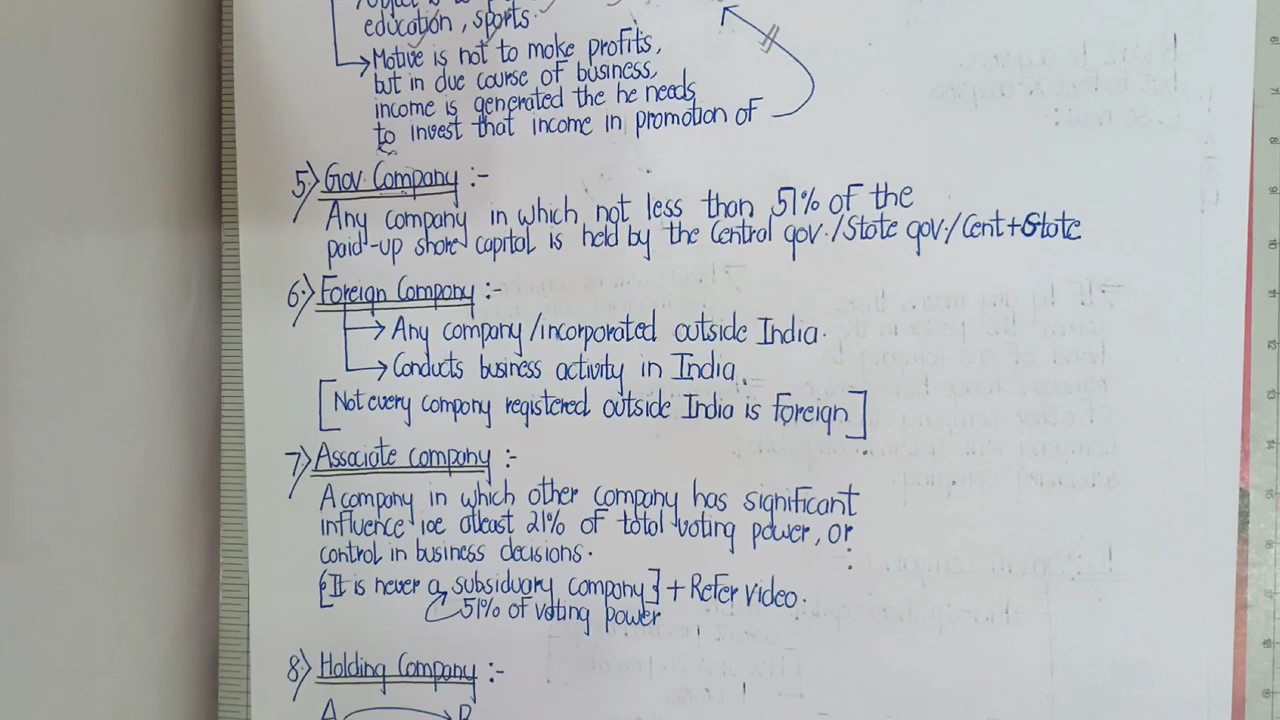 education, sports.
Motive is not to make profits,
but in due course of business,
income is generated the he needs
to invest that income in promotion of
5) Gov. Company :-
Any company in which not less than 51% of the
paid-up share capital is held by the Central gov./State gov./Cent+State
6) Foreign Company :-
Any company/incorporated outside India.
Conducts business activity in India.
[Not every company registered outside India is foreign]
7) Associate company :-
A company in which other company has significant
influence ioe atleast 21% of total voting power, or
control in business decisions.
[It is never a subsiduary company] + Refer video.
51% of voting power
8) Holding Company :-
A